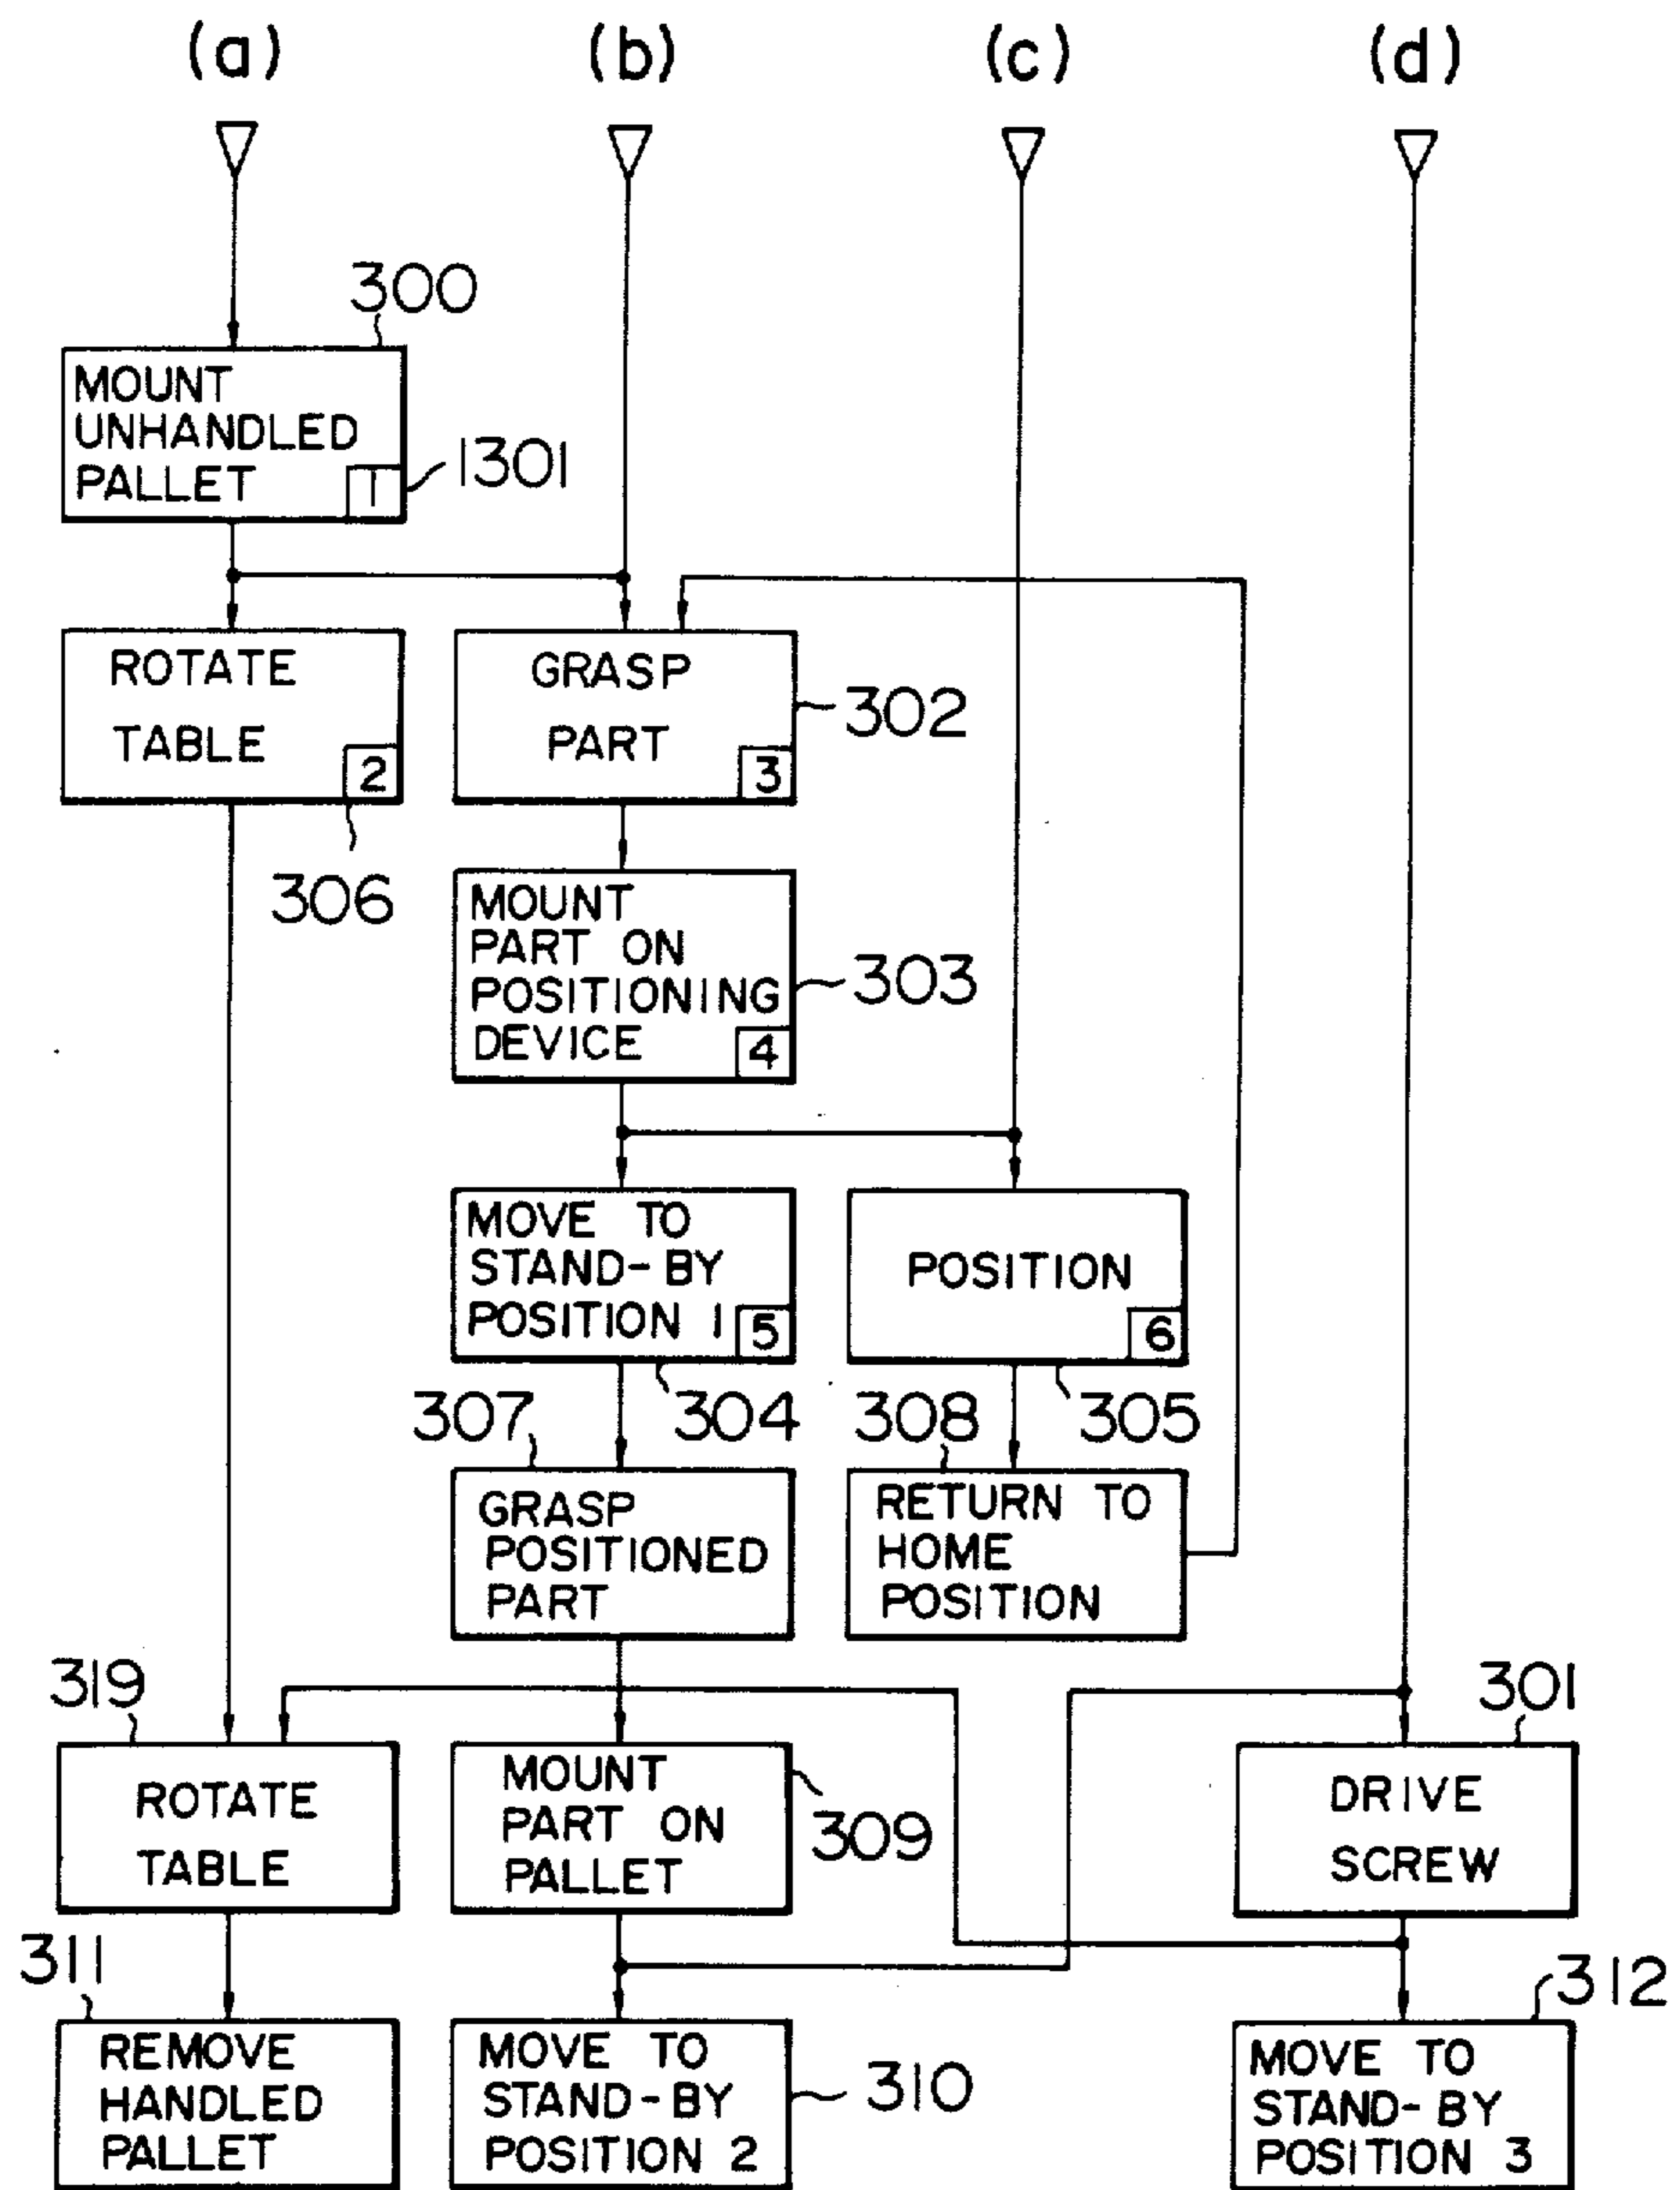 (a) (b) (c) (d)
300
MOUNT
UNHANDLED
PALLET
1
1301
ROTATE
TABLE
2
306
GRASP
PART
3
302
MOUNT
PART ON
POSITIONING
DEVICE
4
303
MOVE TO
STAND-BY
POSITION 1
5
304
POSITION
6
305
307
GRASP
POSITIONED
PART
308
RETURN TO
HOME
POSITION
319
ROTATE
TABLE
MOUNT
PART ON
PALLET
309
301
DRIVE
SCREW
311
REMOVE
HANDLED
PALLET
MOVE TO
STAND-BY
POSITION 2
310
312
MOVE TO
STAND-BY
POSITION 3